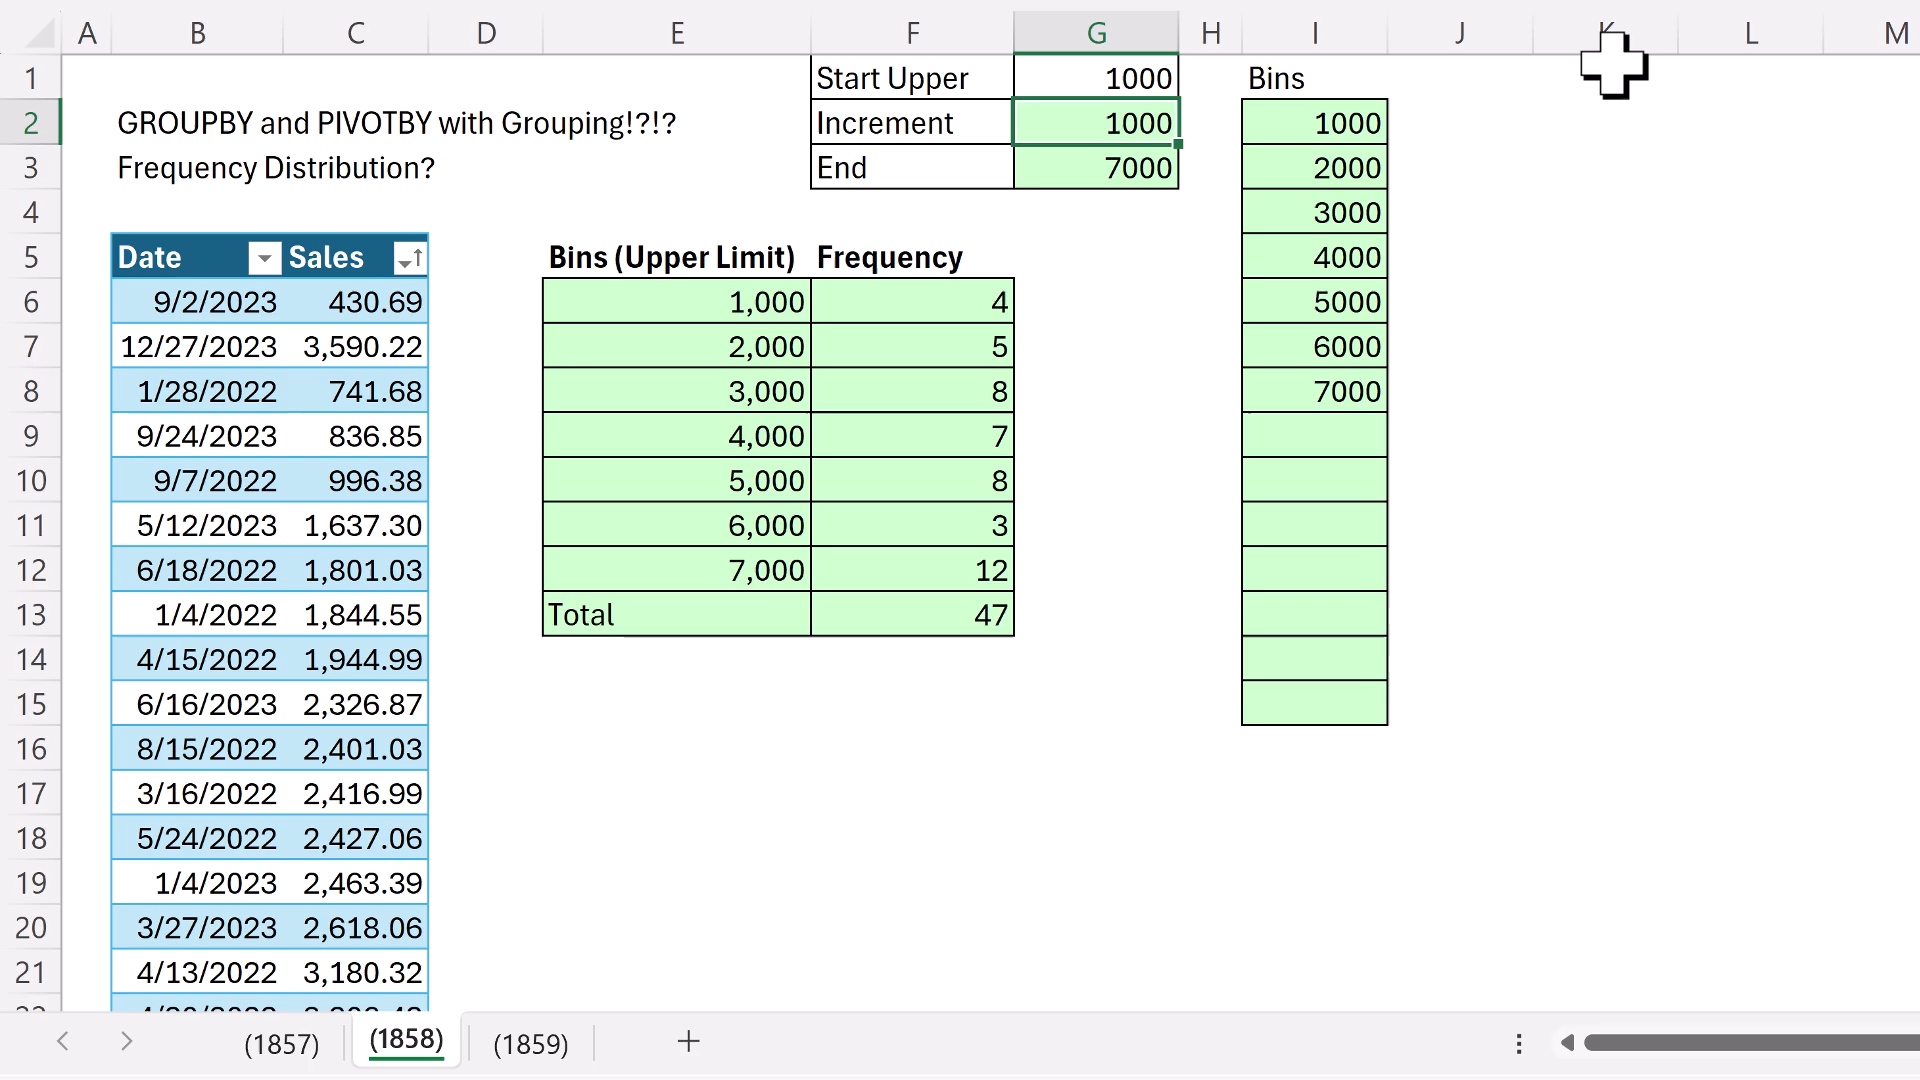 A B C D E F G H I J K L M
1 Start Upper 1000 Bins
2 GROUPBY and PIVOTBY with Grouping!?!? Increment 1000 1000
3 Frequency Distribution? End 7000 2000
4 3000
5 Date Sales Bins (Upper Limit) Frequency 4000
6 9/2/2023 430.69 1,000 4 5000
7 12/27/2023 3,590.22 2,000 5 6000
8 1/28/2022 741.68 3,000 8 7000
9 9/24/2023 836.85 4,000 7
10 9/7/2022 996.38 5,000 8
11 5/12/2023 1,637.30 6,000 3
12 6/18/2022 1,801.03 7,000 12
13 1/4/2022 1,844.55 Total 47
14 4/15/2022 1,944.99
15 6/16/2023 2,326.87
16 8/15/2022 2,401.03
17 3/16/2022 2,416.99
18 5/24/2022 2,427.06
19 1/4/2023 2,463.39
20 3/27/2023 2,618.06
21 4/13/2022 3,180.32
(1857) (1858) (1859)